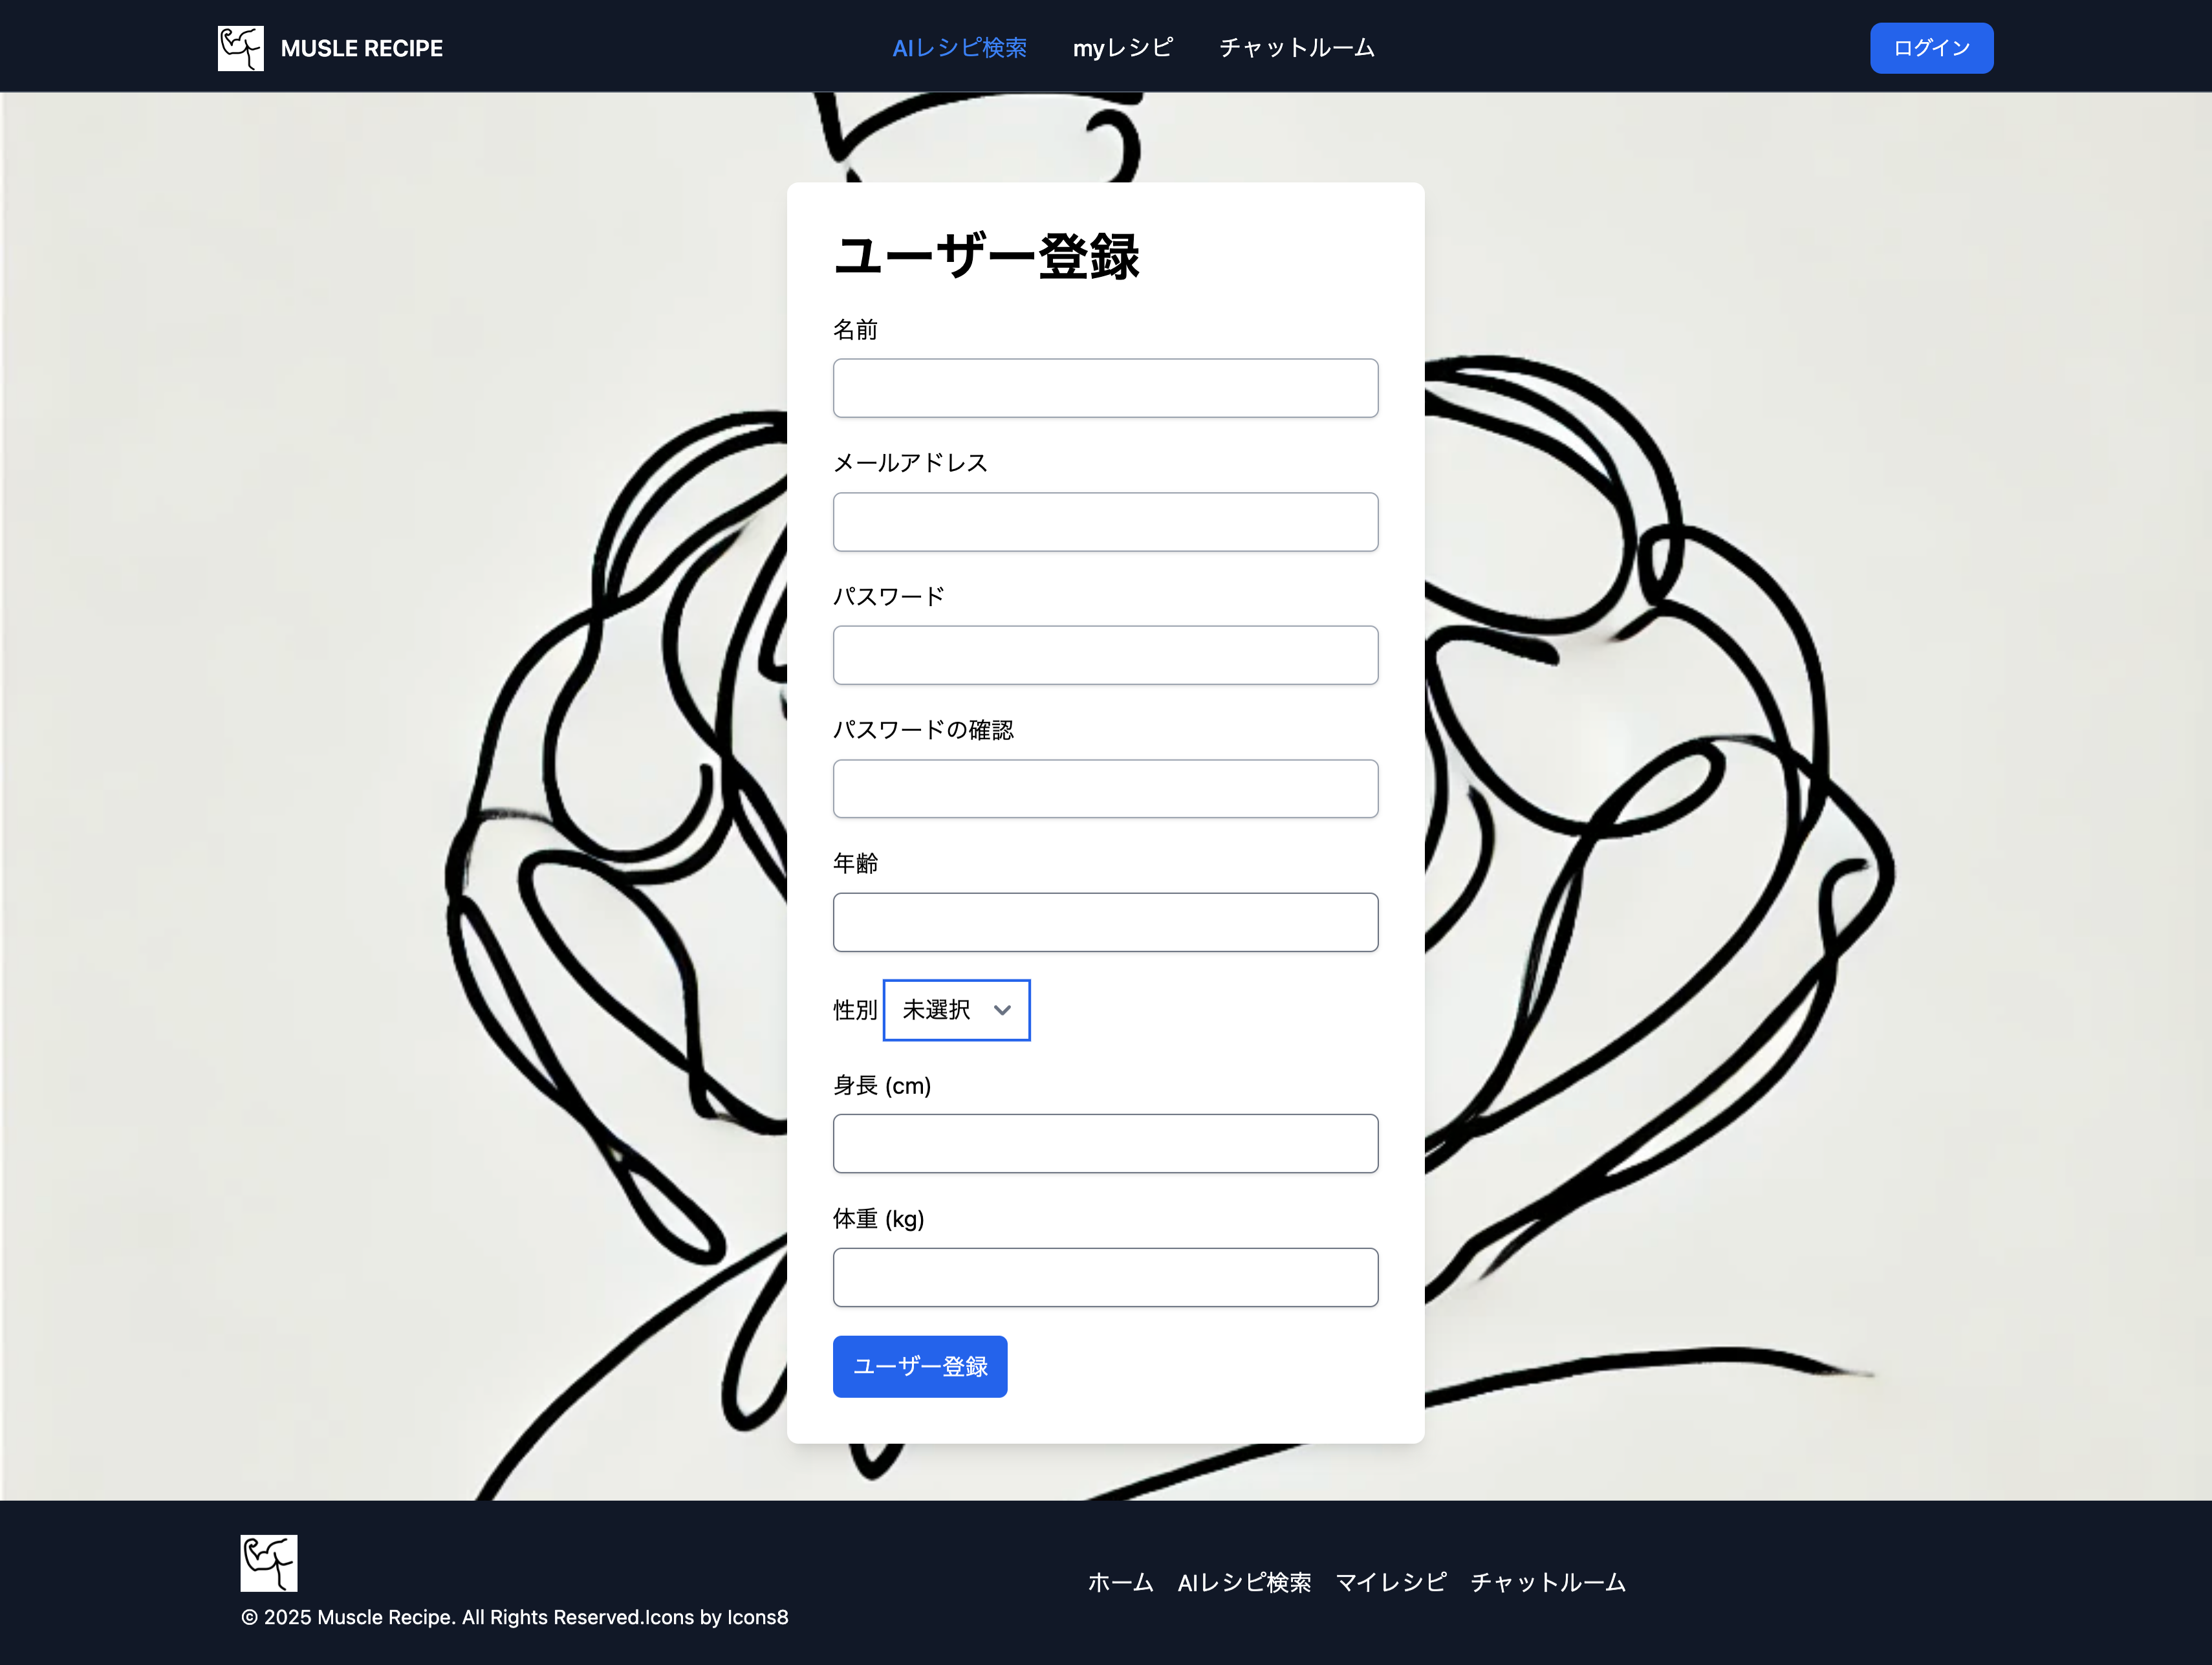 MUSLE RECIPE
AIレシピ検索 myレシピ チャットルーム
ログイン
ユーザー登録
名前
メールアドレス
パスワード
パスワードの確認
年齢
性別 未選択
身長 (cm)
体重 (kg)
ユーザー登録
ホーム AIレシピ検索 マイレシピ チャットルーム
© 2025 Muscle Recipe. All Rights Reserved.Icons by Icons8